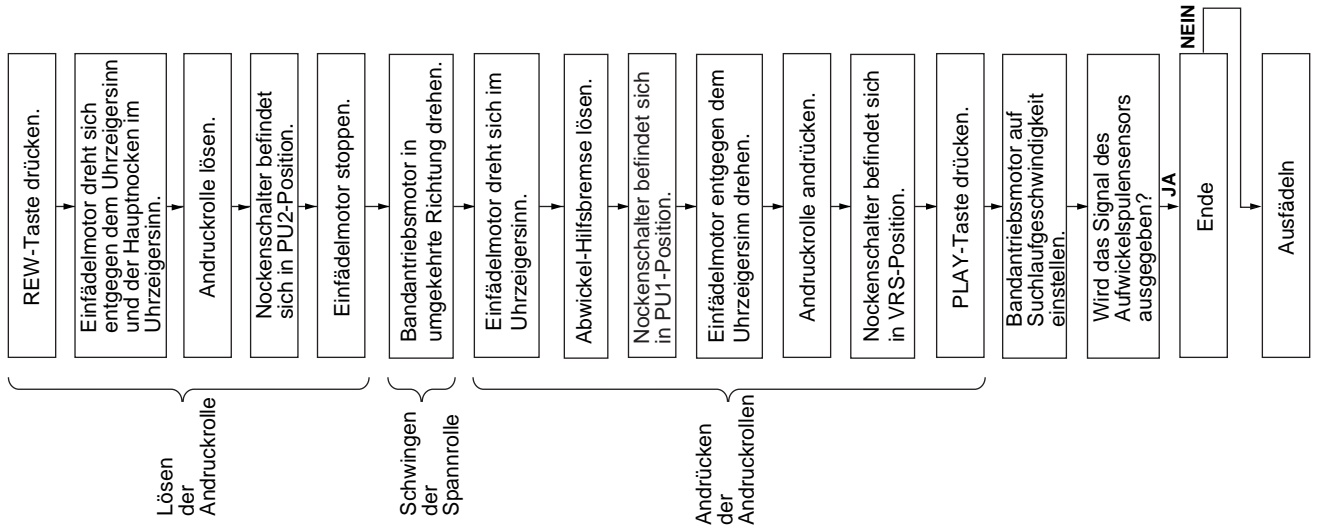 REW-Taste drücken.
Einfädelmotor dreht sich
entgegen dem Uhrzeigersinn
und der Hauptnocken im
Uhrzeigersinn.
Andruckrolle lösen.
Nockenschalter befindet
sich in PU2-Position.
Einfädelmotor stoppen.
Lösen
der
Andruckrolle
Bandantriebsmotor in
umgekehrte Richtung drehen.
Schwingen
der
Spannrolle
Einfädelmotor dreht sich im
Uhrzeigersinn.
Abwickel-Hilfsbremse lösen.
Nockenschalter befindet sich
in PU1-Position.
Einfädelmotor entgegen dem
Uhrzeigersinn drehen.
Andruckrolle andrücken.
Nockenschalter befindet sich
in VRS-Position.
PLAY-Taste drücken.
Andrücken
der
Andruckrollen
Bandantriebsmotor auf
Suchlaufgeschwindigkeit
einstellen.
Wird das Signal des
Aufwickelspulensensors
ausgegeben?
JA
Ende
NEIN
Ausfädeln